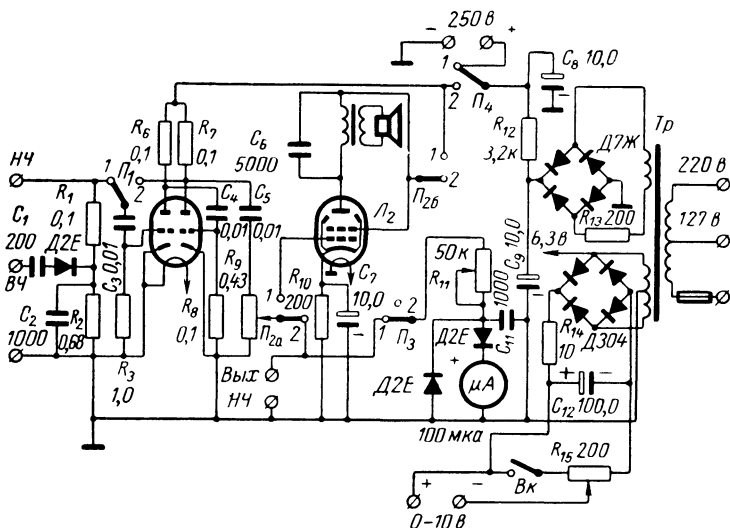 250 в
− +
1
2
П₄
C₈ 10,0
−
R₆
0,1
R₇
0,1
C₆
5000
R₁₂
3,2к
Д7Ж
Тр
220 в
127 в
НЧ
1
П₁
2
R₁
0,1
C₁
200
Д2Е
ВЧ
C₂
1000
R₂
0,68
C₃ 0,01
R₃
1,0
C₄
0,01
C₅
0,01
Л₂
1
2
П₂б
R₁₃ 200
6,3 в
R₈
0,1
R₉
0,43
R₁₀
200
1
2
П₂а
C₇
10,0
−
50к
R₁₁
1
2
П₃
C₉ 10,0
−
1000
C₁₁
Д2Е
Д2Е
+
μА
100 мка
R₁₄
10
Д304
+ −
C₁₂ 100,0
Вых
НЧ
R₁₅ 200
Вк
+ −
0–10 в